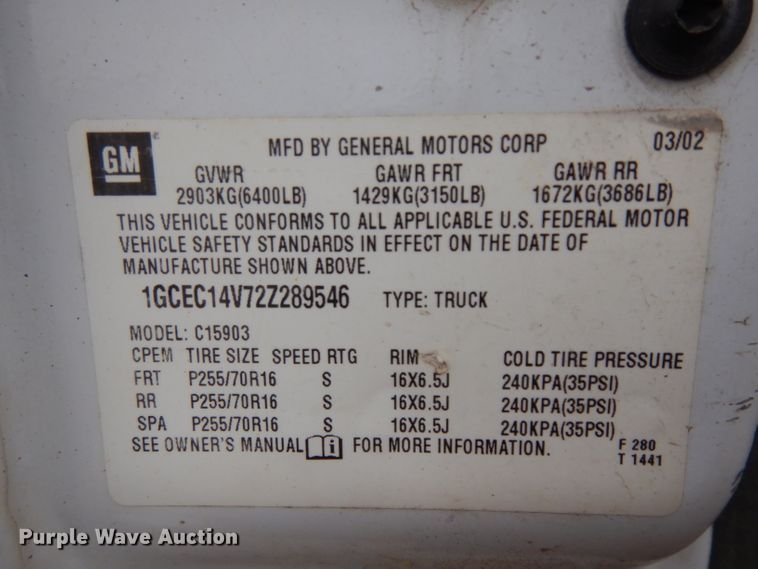 GM® MFD BY GENERAL MOTORS CORP 03/02
GVWR GAWR FRT GAWR RR
2903KG(6400LB) 1429KG(3150LB) 1672KG(3686LB)
THIS VEHICLE CONFORMS TO ALL APPLICABLE U.S. FEDERAL MOTOR
VEHICLE SAFETY STANDARDS IN EFFECT ON THE DATE OF
MANUFACTURE SHOWN ABOVE.
1GCEC14V72Z289546 TYPE: TRUCK
MODEL: C15903
CPEM TIRE SIZE SPEED RTG RIM COLD TIRE PRESSURE
FRT P255/70R16 S 16X6.5J 240KPA(35PSI)
RR P255/70R16 S 16X6.5J 240KPA(35PSI)
SPA P255/70R16 S 16X6.5J 240KPA(35PSI)
SEE OWNER'S MANUAL i FOR MORE INFORMATION. F 280
T 1441
Purple Wave Auction